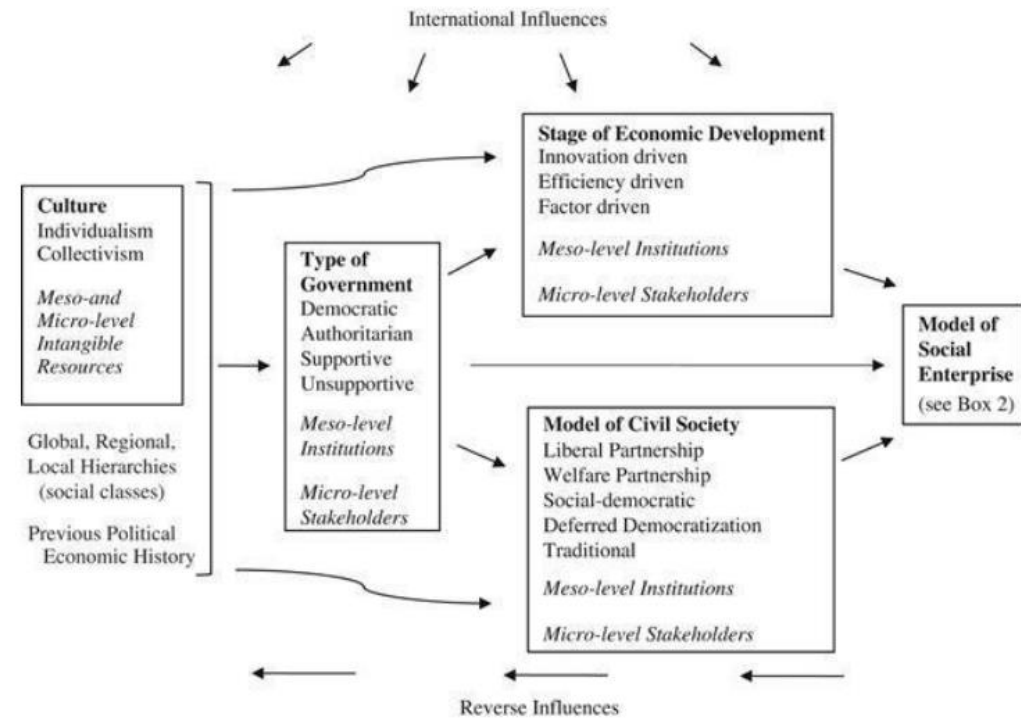 International Influences
Culture
Individualism
Collectivism
Meso-and
Micro-level
Intangible
Resources
Global, Regional,
Local Hierarchies
(social classes)
Previous Political
Economic History
Type of
Government
Democratic
Authoritarian
Supportive
Unsupportive
Meso-level
Institutions
Micro-level
Stakeholders
Stage of Economic Development
Innovation driven
Efficiency driven
Factor driven
Meso-level Institutions
Micro-level Stakeholders
Model of Civil Society
Liberal Partnership
Welfare Partnership
Social-democratic
Deferred Democratization
Traditional
Meso-level Institutions
Micro-level Stakeholders
Model of
Social
Enterprise
(see Box 2)
Reverse Influences